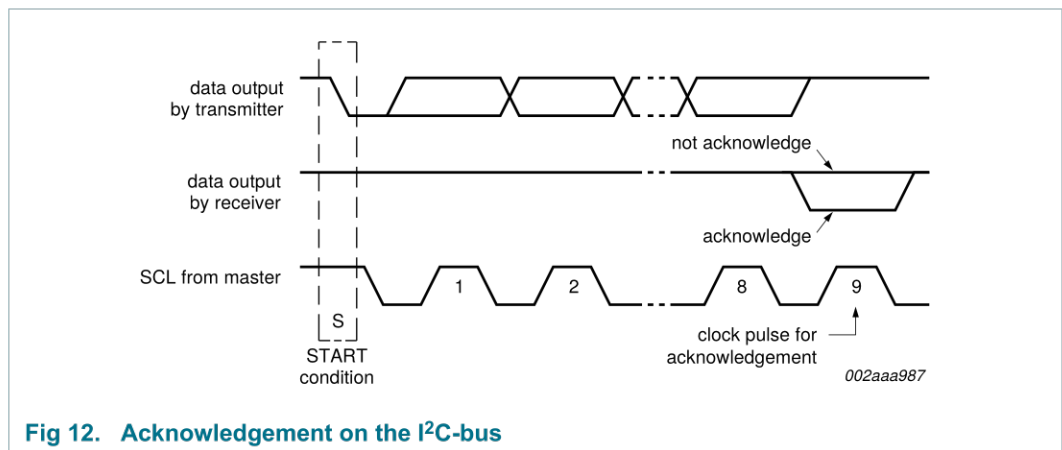 data output
by transmitter
not acknowledge
data output
by receiver
acknowledge
SCL from master
1
2
8
9
S
START
condition
clock pulse for
acknowledgement
002aaa987
Fig 12. Acknowledgement on the I²C-bus